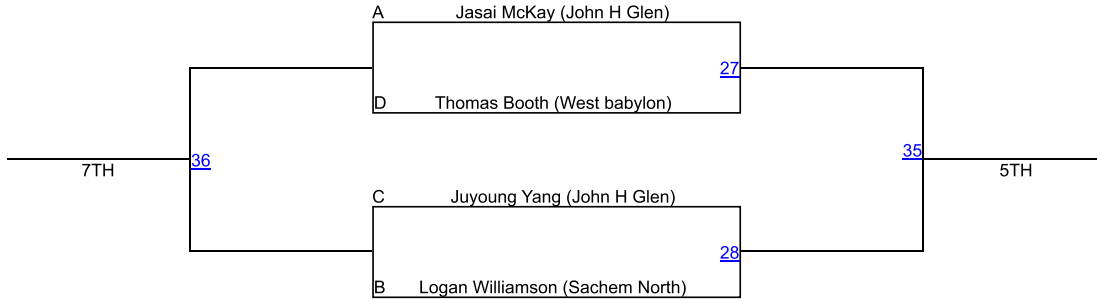 A Jasai McKay (John H Glen)
27
D Thomas Booth (West babylon)
36
7TH
35
5TH
C Juyoung Yang (John H Glen)
28
B Logan Williamson (Sachem North)